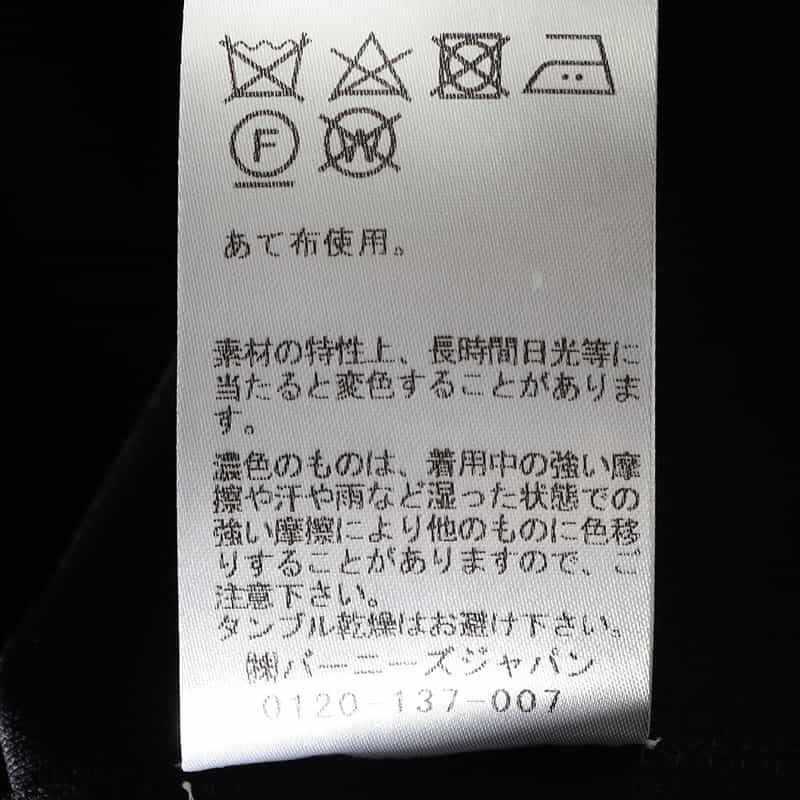 F W
あて布使用。
素材の特性上、長時間日光等に
当たると変色することがありま
す。
濃色のものは、着用中の強い摩
擦や汗や雨など湿った状態での
強い摩擦により他のものに色移
りすることがありますので、ご
注意下さい。
タンブル乾燥はお避け下さい。
㈱バーニーズジャパン
0120-137-007